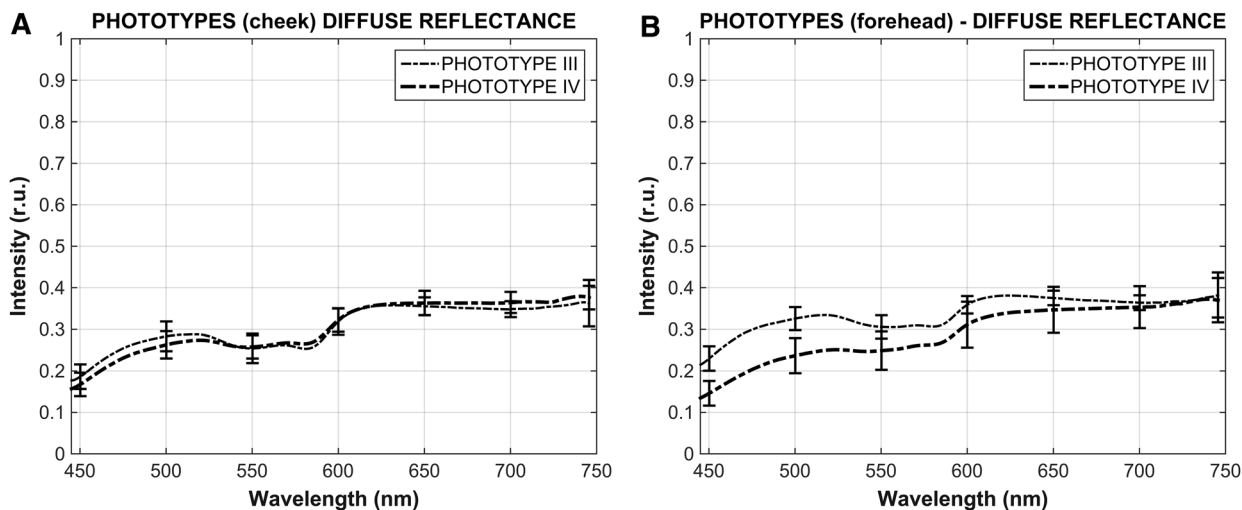 A
PHOTOTYPES (cheek) DIFFUSE REFLECTANCE
1
0.9
0.8
0.7
0.6
0.5
0.4
0.3
0.2
0.1
0
Intensity (r.u.)
PHOTOTYPE III
PHOTOTYPE IV
450 500 550 600 650 700 750
Wavelength (nm)
B
PHOTOTYPES (forehead) - DIFFUSE REFLECTANCE
1
0.9
0.8
0.7
0.6
0.5
0.4
0.3
0.2
0.1
0
Intensity (r.u.)
PHOTOTYPE III
PHOTOTYPE IV
450 500 550 600 650 700 750
Wavelength (nm)